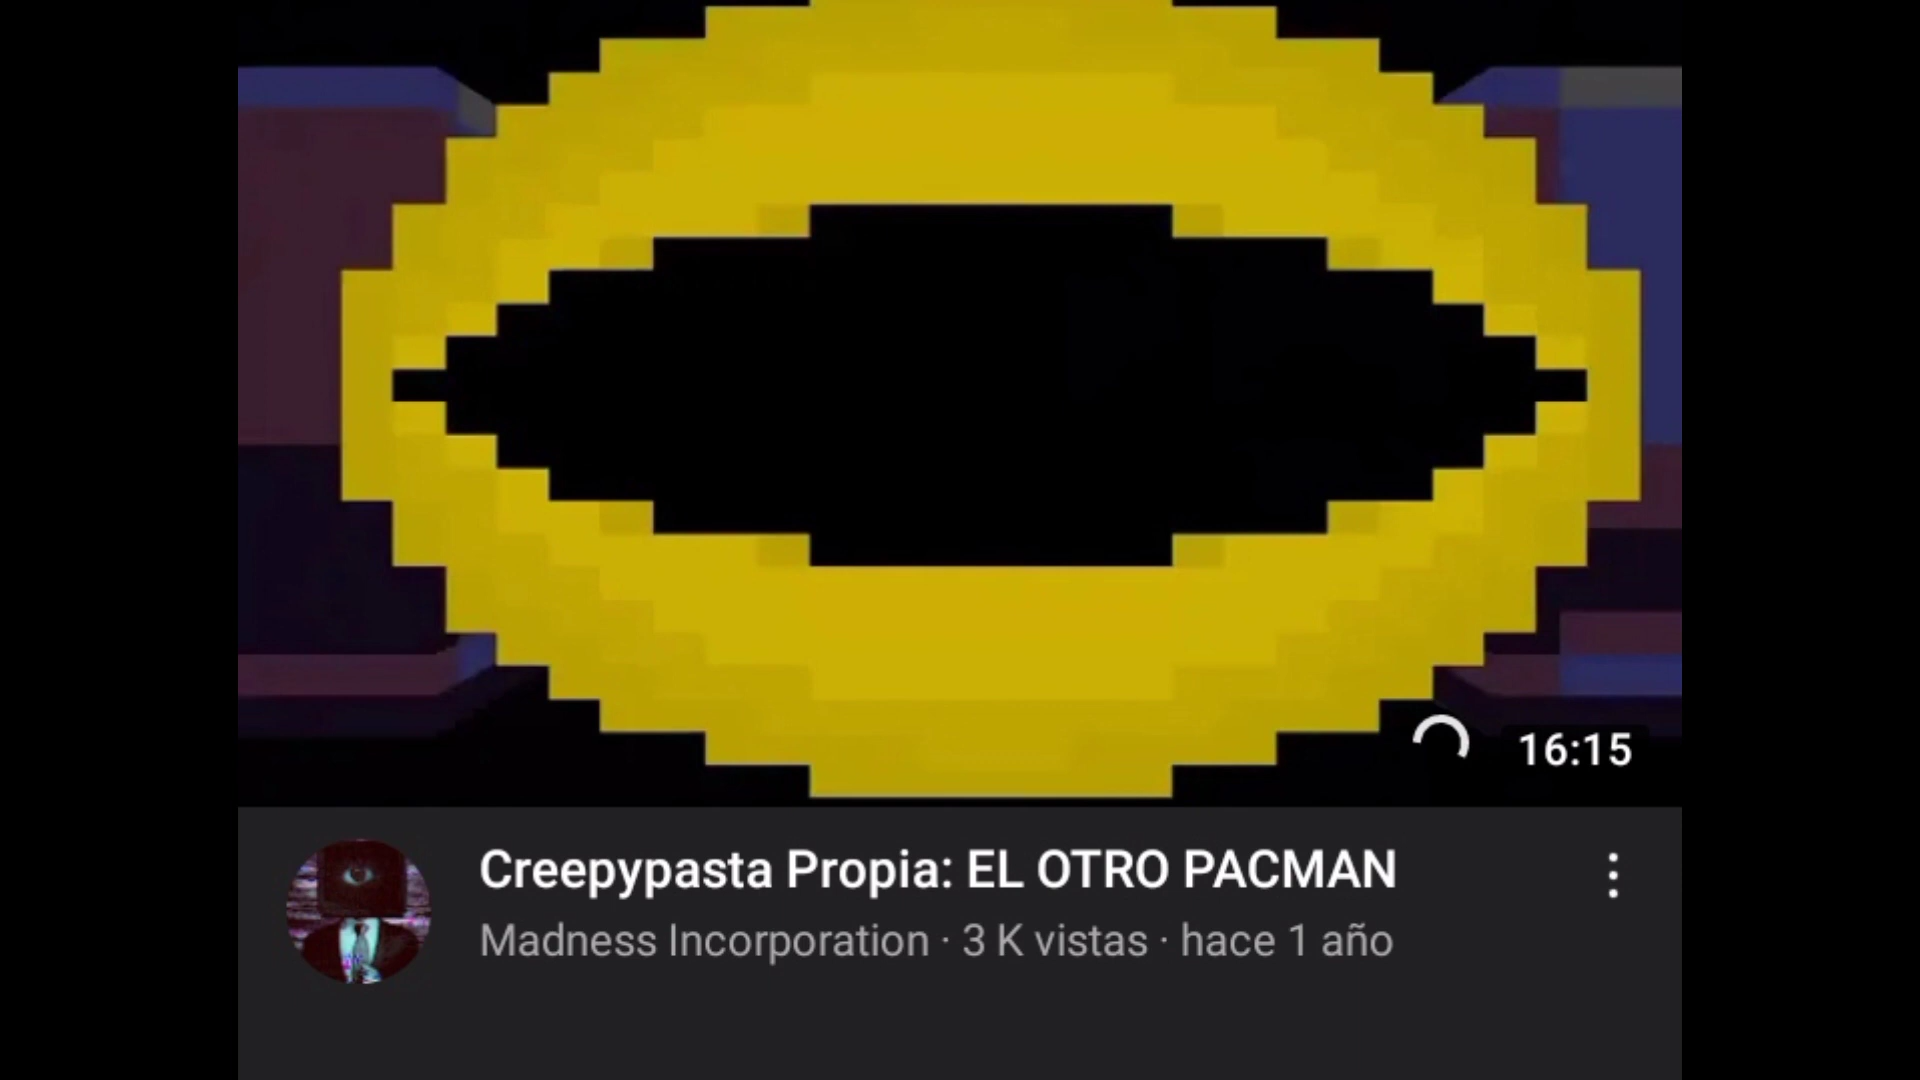 16:15
Creepypasta Propia: EL OTRO PACMAN
Madness Incorporation · 3 K vistas · hace 1 año